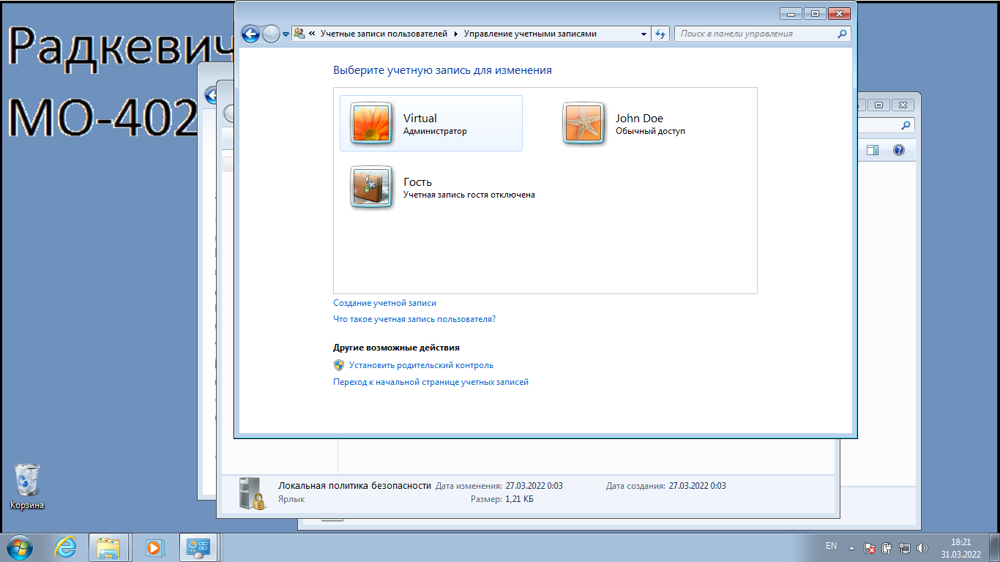 Радкевич
МО-402
« Учетные записи пользователей Управление учетными записями
Поиск в панели управления
Выберите учетную запись для изменения
Virtual
Администратор
John Doe
Обычный доступ
Гость
Учетная запись гостя отключена
Создание учетной записи
Что такое учетная запись пользователя?
Другие возможные действия
Установить родительский контроль
Переход к начальной странице учетных записей
Локальная политика безопасности Дата изменения: 27.03.2022 0:03 Дата создания: 27.03.2022 0:03
Ярлык Размер: 1,21 КБ
Корзина
EN
18:21
31.03.2022